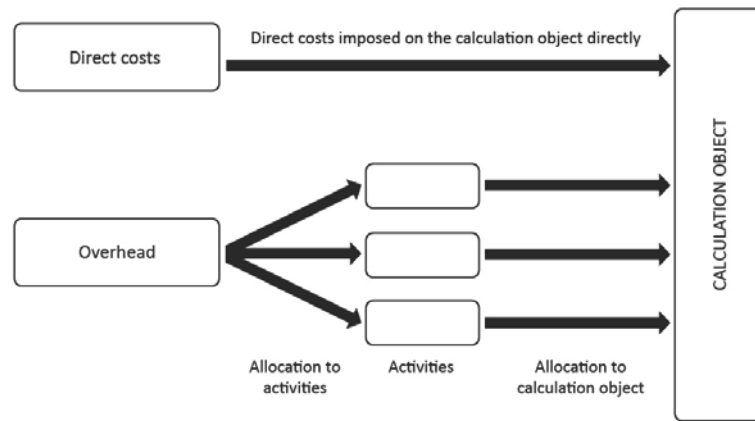 Direct costs imposed on the calculation object directly
Direct costs
Overhead
CALCULATION OBJECT
Allocation to
activities
Activities
Allocation to
calculation object